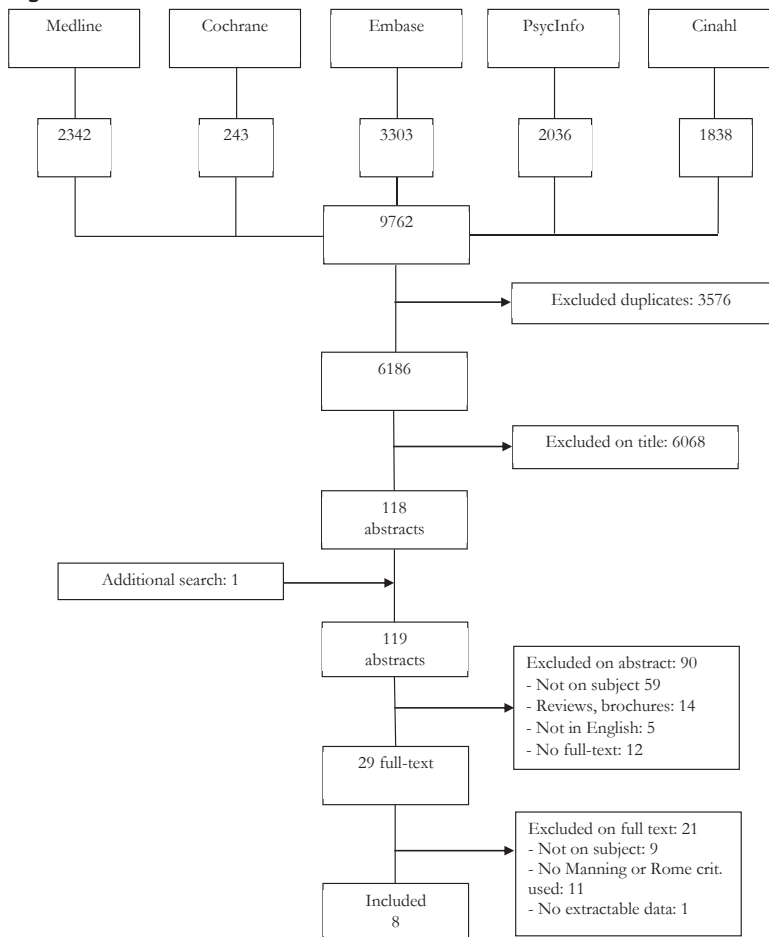 Medline
Cochrane
Embase
PsycInfo
Cinahl
2342
243
3303
2036
1838
9762
Excluded duplicates: 3576
6186
Excluded on title: 6068
118
abstracts
Additional search: 1
119
abstracts
Excluded on abstract: 90
- Not on subject 59
- Reviews, brochures: 14
- Not in English: 5
- No full-text: 12
29 full-text
Excluded on full text: 21
- Not on subject: 9
- No Manning or Rome crit.
used: 11
- No extractable data: 1
Included
8